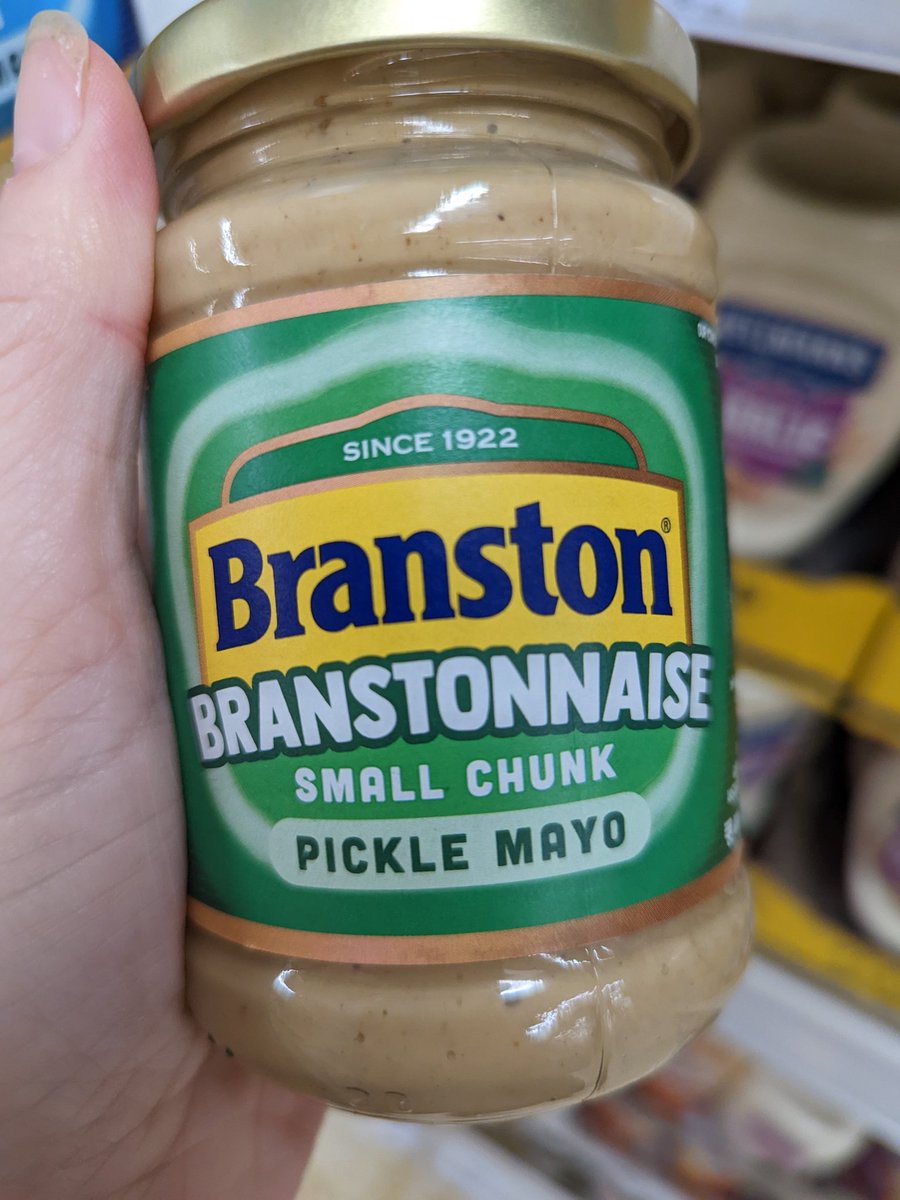 SINCE 1922
Branston®
BRANSTONNAISE
SMALL CHUNK
PICKLE MAYO